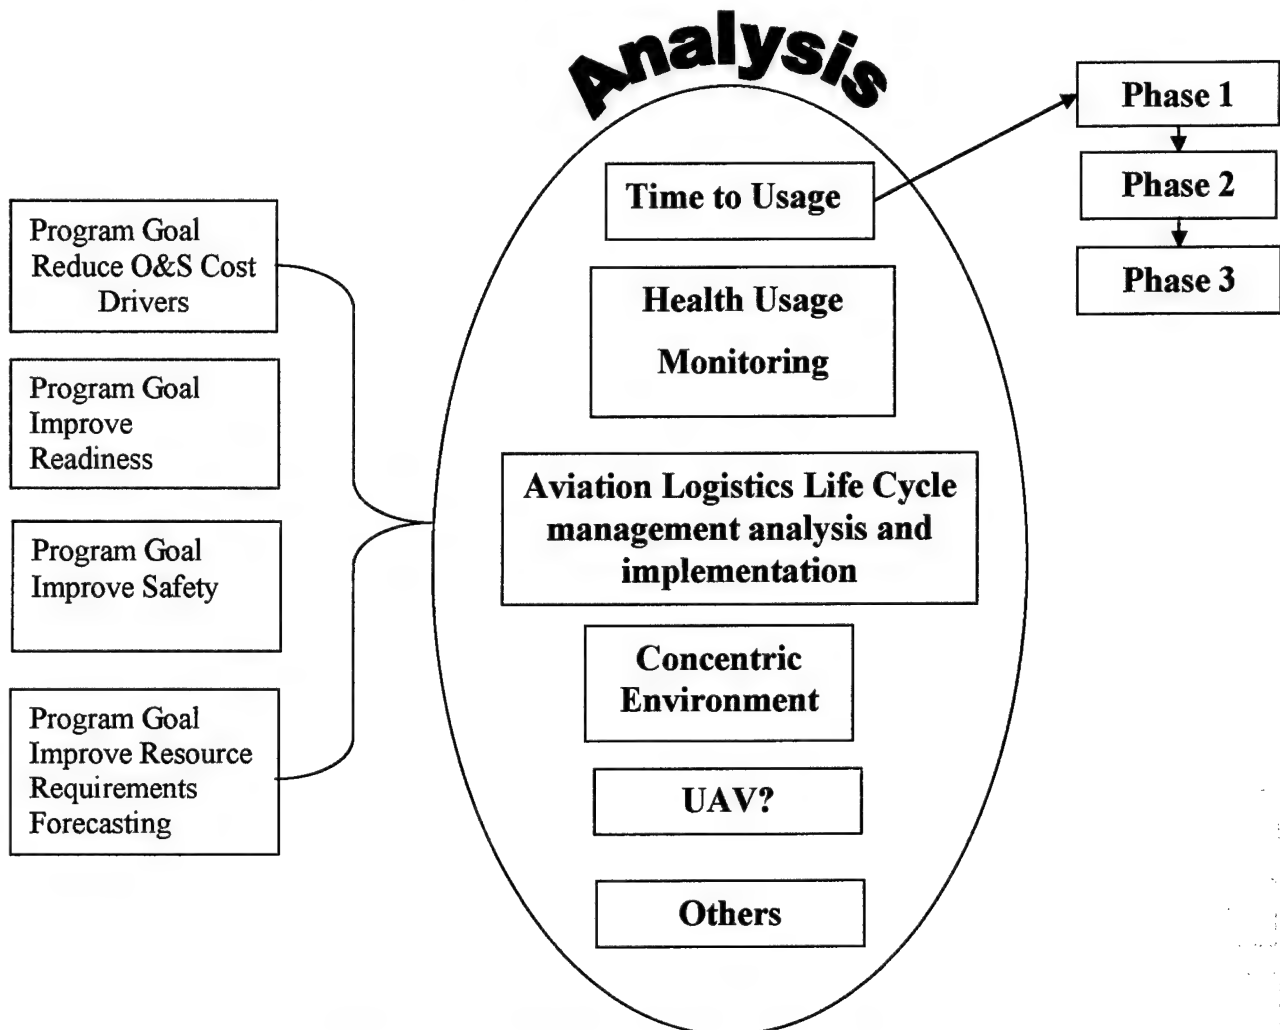 Analysis
Program Goal
Reduce O&S Cost
Drivers
Program Goal
Improve
Readiness
Program Goal
Improve Safety
Program Goal
Improve Resource
Requirements
Forecasting
Time to Usage
Health Usage
Monitoring
Aviation Logistics Life Cycle
management analysis and
implementation
Concentric
Environment
UAV?
Others
Phase 1
Phase 2
Phase 3